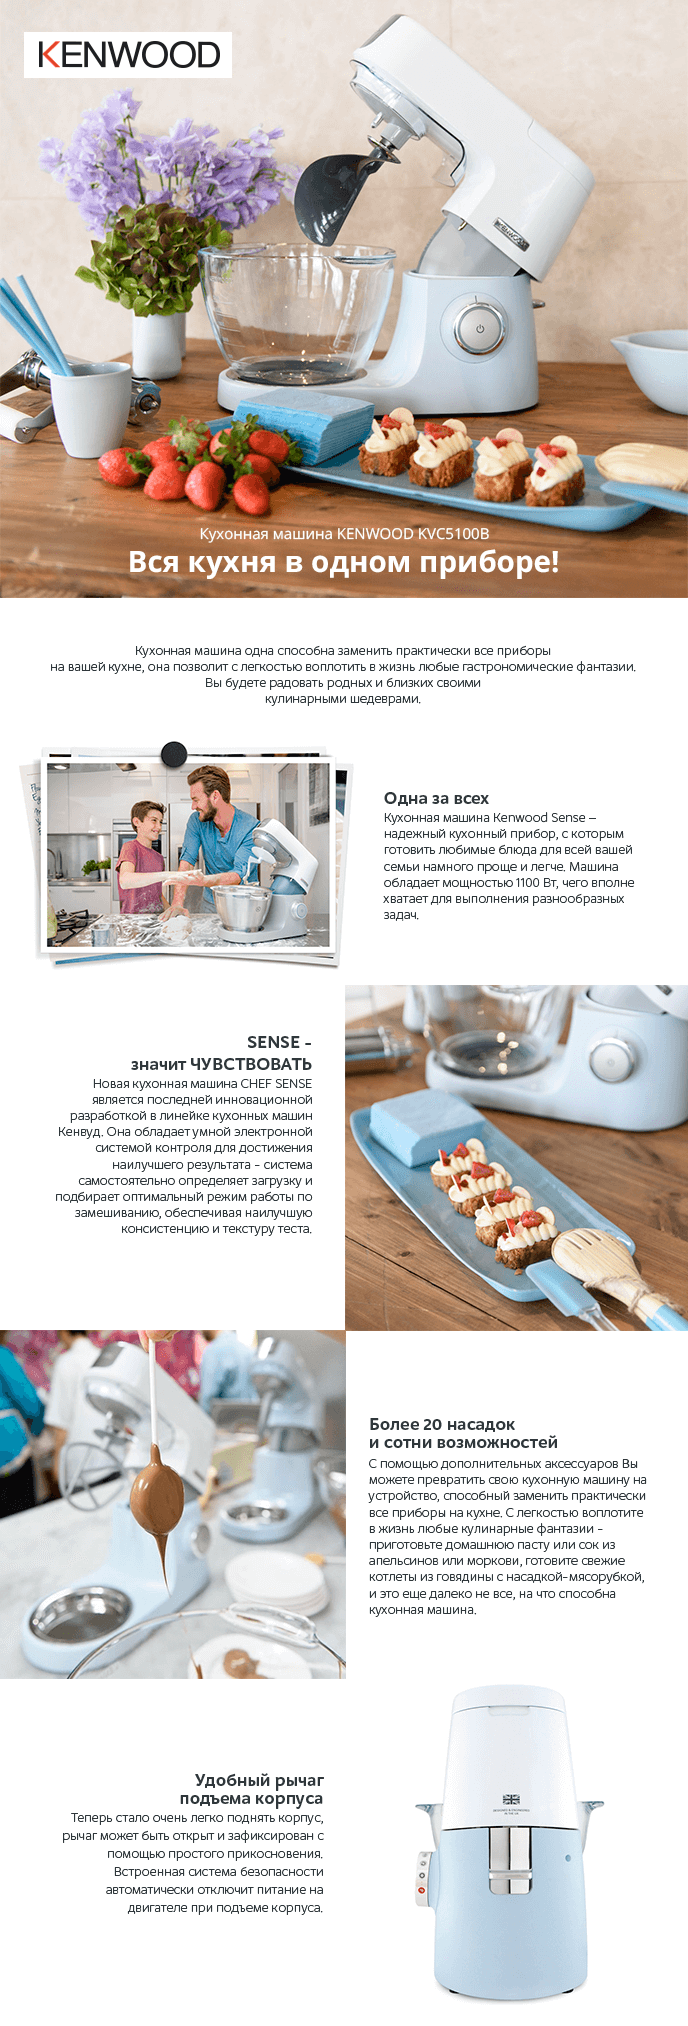 KENWOOD
Кухонная машина KENWOOD KVC5100B
Вся кухня в одном приборе!
Кухонная машина одна способна заменить практически все приборы
на вашей кухне, она позволит с легкостью воплотить в жизнь любые гастрономические фантазии.
Вы будете радовать родных и близких своими
кулинарными шедеврами.
Одна за всех
Кухонная машина Kenwood Sense –
надежный кухонный прибор, с которым
готовить любимые блюда для всей вашей
семьи намного проще и легче. Машина
обладает мощностью 1100 Вт, чего вполне
хватает для выполнения разнообразных
задач.
SENSE -
значит ЧУВСТВОВАТЬ
Новая кухонная машина CHEF SENSE
является последней инновационной
разработкой в линейке кухонных машин
Кенвуд. Она обладает умной электронной
системой контроля для достижения
наилучшего результата - система
самостоятельно определяет загрузку и
подбирает оптимальный режим работы по
замешиванию, обеспечивая наилучшую
консистенцию и текстуру теста.
Более 20 насадок
и сотни возможностей
С помощью дополнительных аксессуаров Вы
можете превратить свою кухонную машину на
устройство, способный заменить практически
все приборы на кухне. С легкостью воплотите
в жизнь любые кулинарные фантазии -
приготовьте домашнюю пасту или сок из
апельсинов или моркови, готовите свежие
котлеты из говядины с насадкой-мясорубкой,
и это еще далеко не все, на что способна
кухонная машина.
Удобный рычаг
подъема корпуса
Теперь стало очень легко поднять корпус,
рычаг может быть открыт и зафиксирован с
помощью простого прикосновения.
Встроенная система безопасности
автоматически отключит питание на
двигателе при подъеме корпуса.